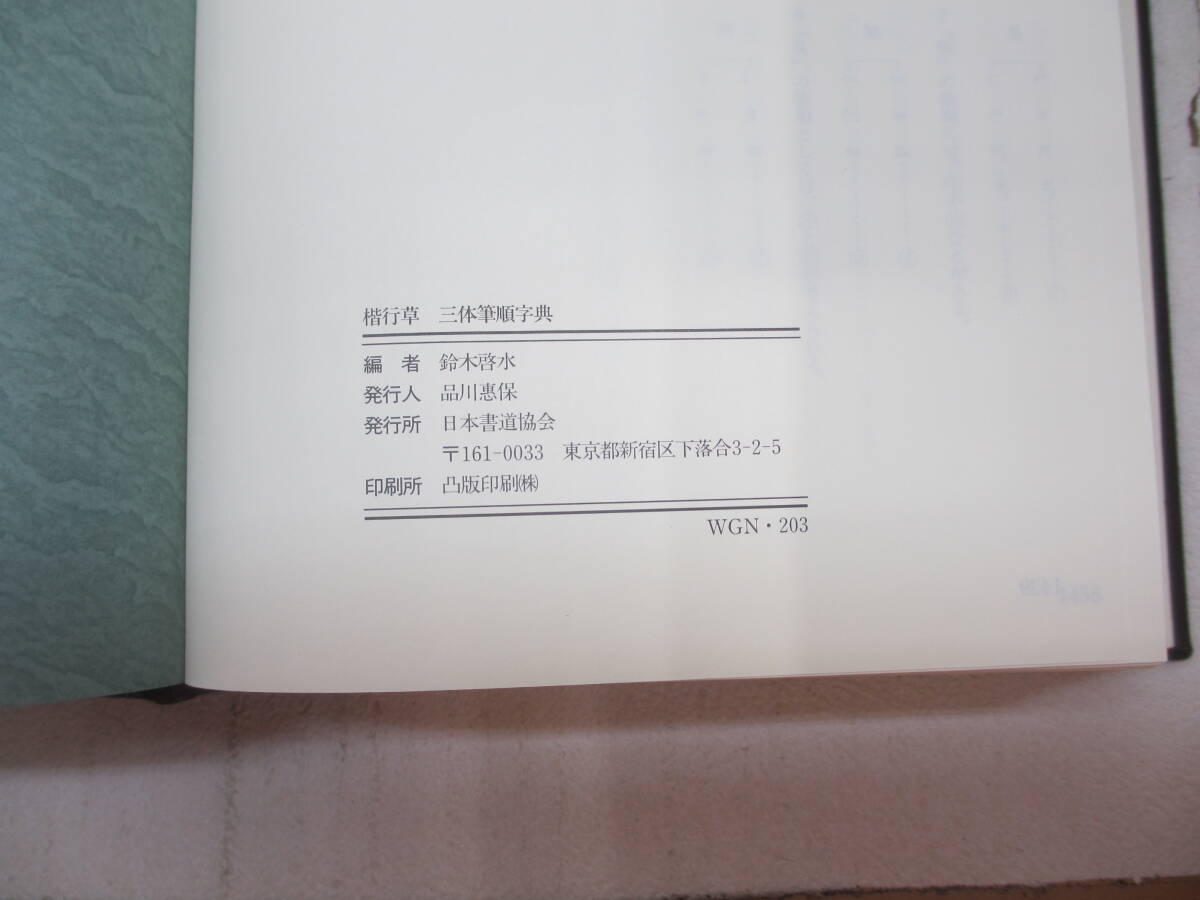 楷行草　三体筆順字典
編　者　鈴木啓水
発行人　品川惠保
発行所　日本書道協会
〒161-0033　東京都新宿区下落合3-2-5
印刷所　凸版印刷㈱
WGN・203